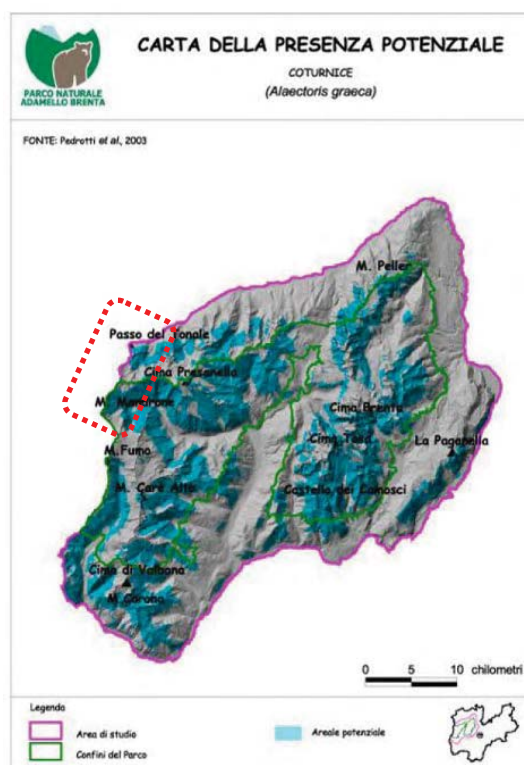 CARTA DELLA PRESENZA POTENZIALE
COTURNICE
(Alaectoris graeca)
PARCO NATURALE
ADAMELLO BRENTA
FONTE: Pedrotti et al., 2003
M. Peller
Passo del Tonale
Cima Presanella
M. Mandrone
Cima Brenta
Cima Tosa
La Paganella
M.Fumo
M. Carè Alto
Castello dei Camosci
Cima di Valbona
M.Corona
0 5 10 chilometri
Legenda
Area di studio
Areale potenziale
Confini del Parco